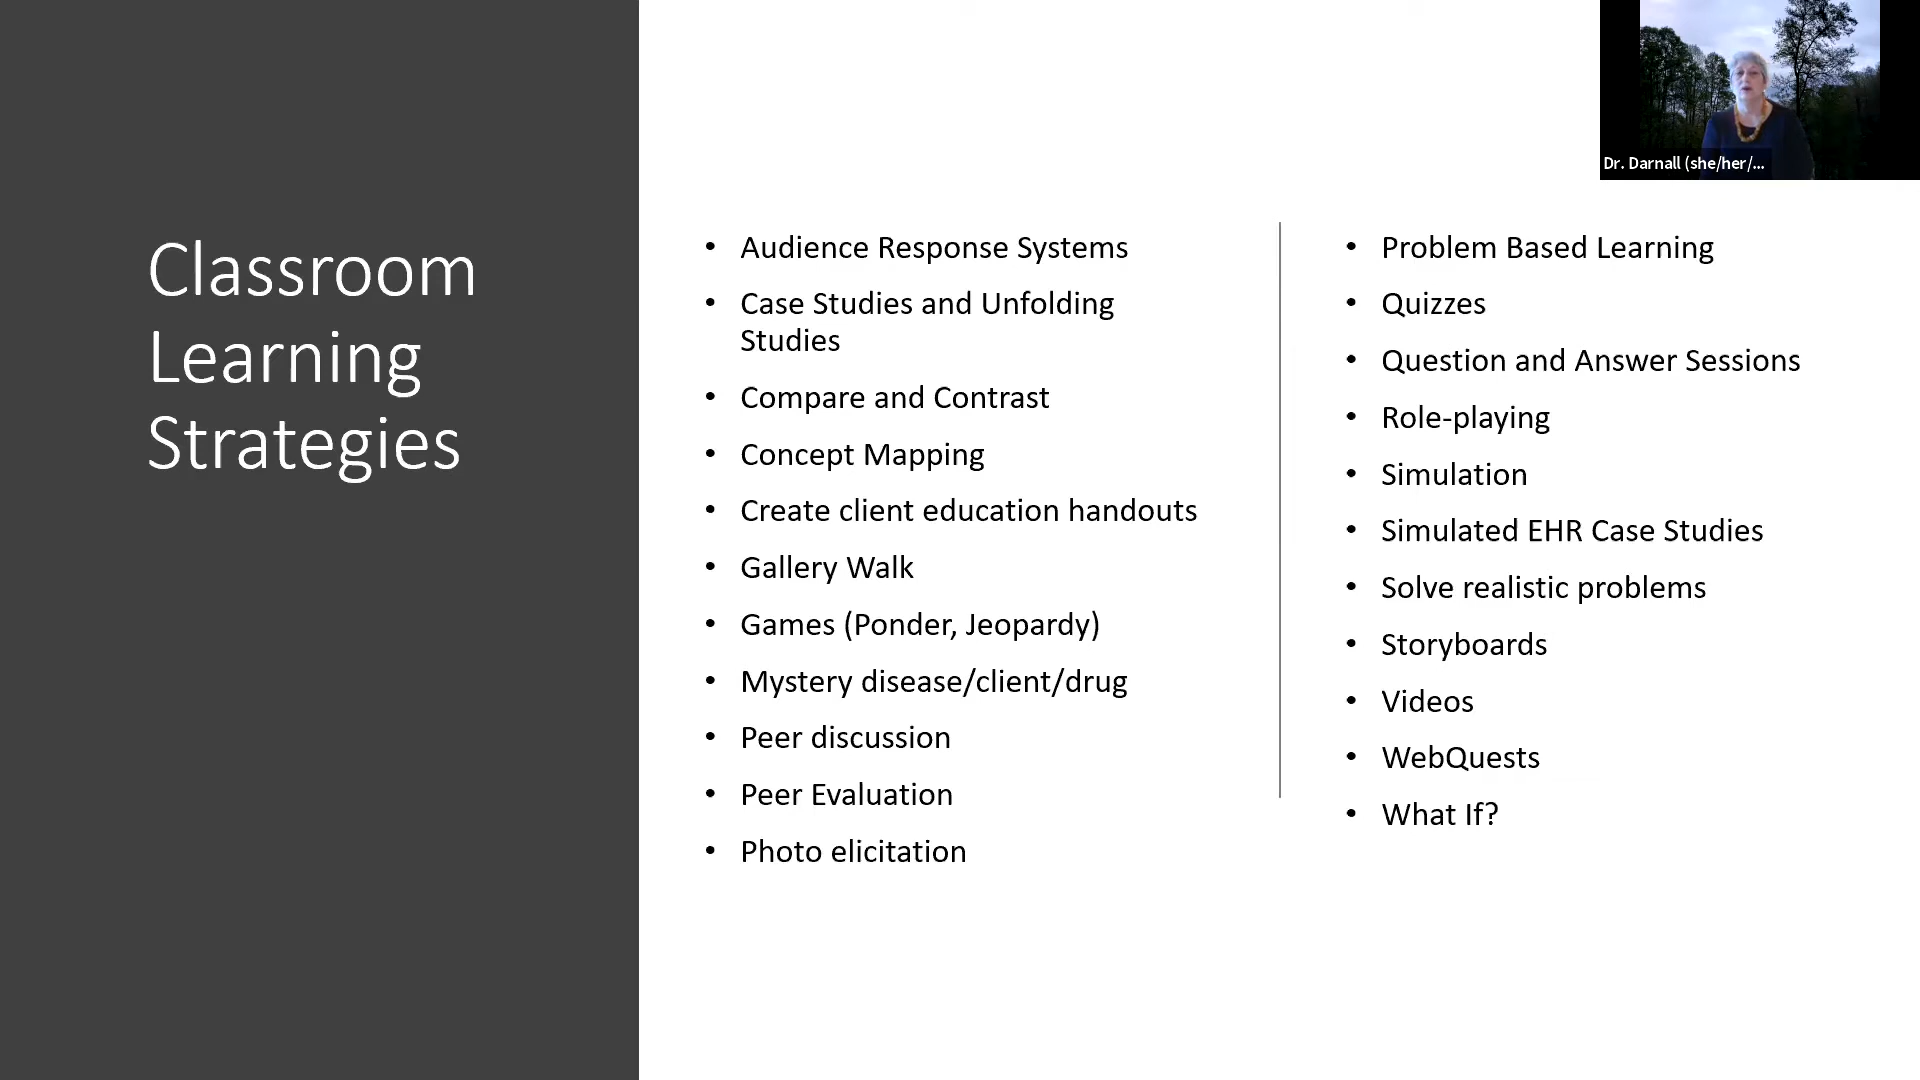 Classroom
Learning
Strategies
• Audience Response Systems
• Case Studies and Unfolding
Studies
• Compare and Contrast
• Concept Mapping
• Create client education handouts
• Gallery Walk
• Games (Ponder, Jeopardy)
• Mystery disease/client/drug
• Peer discussion
• Peer Evaluation
• Photo elicitation
• Problem Based Learning
• Quizzes
• Question and Answer Sessions
• Role-playing
• Simulation
• Simulated EHR Case Studies
• Solve realistic problems
• Storyboards
• Videos
• WebQuests
• What If?
Dr. Darnall (she/her/...